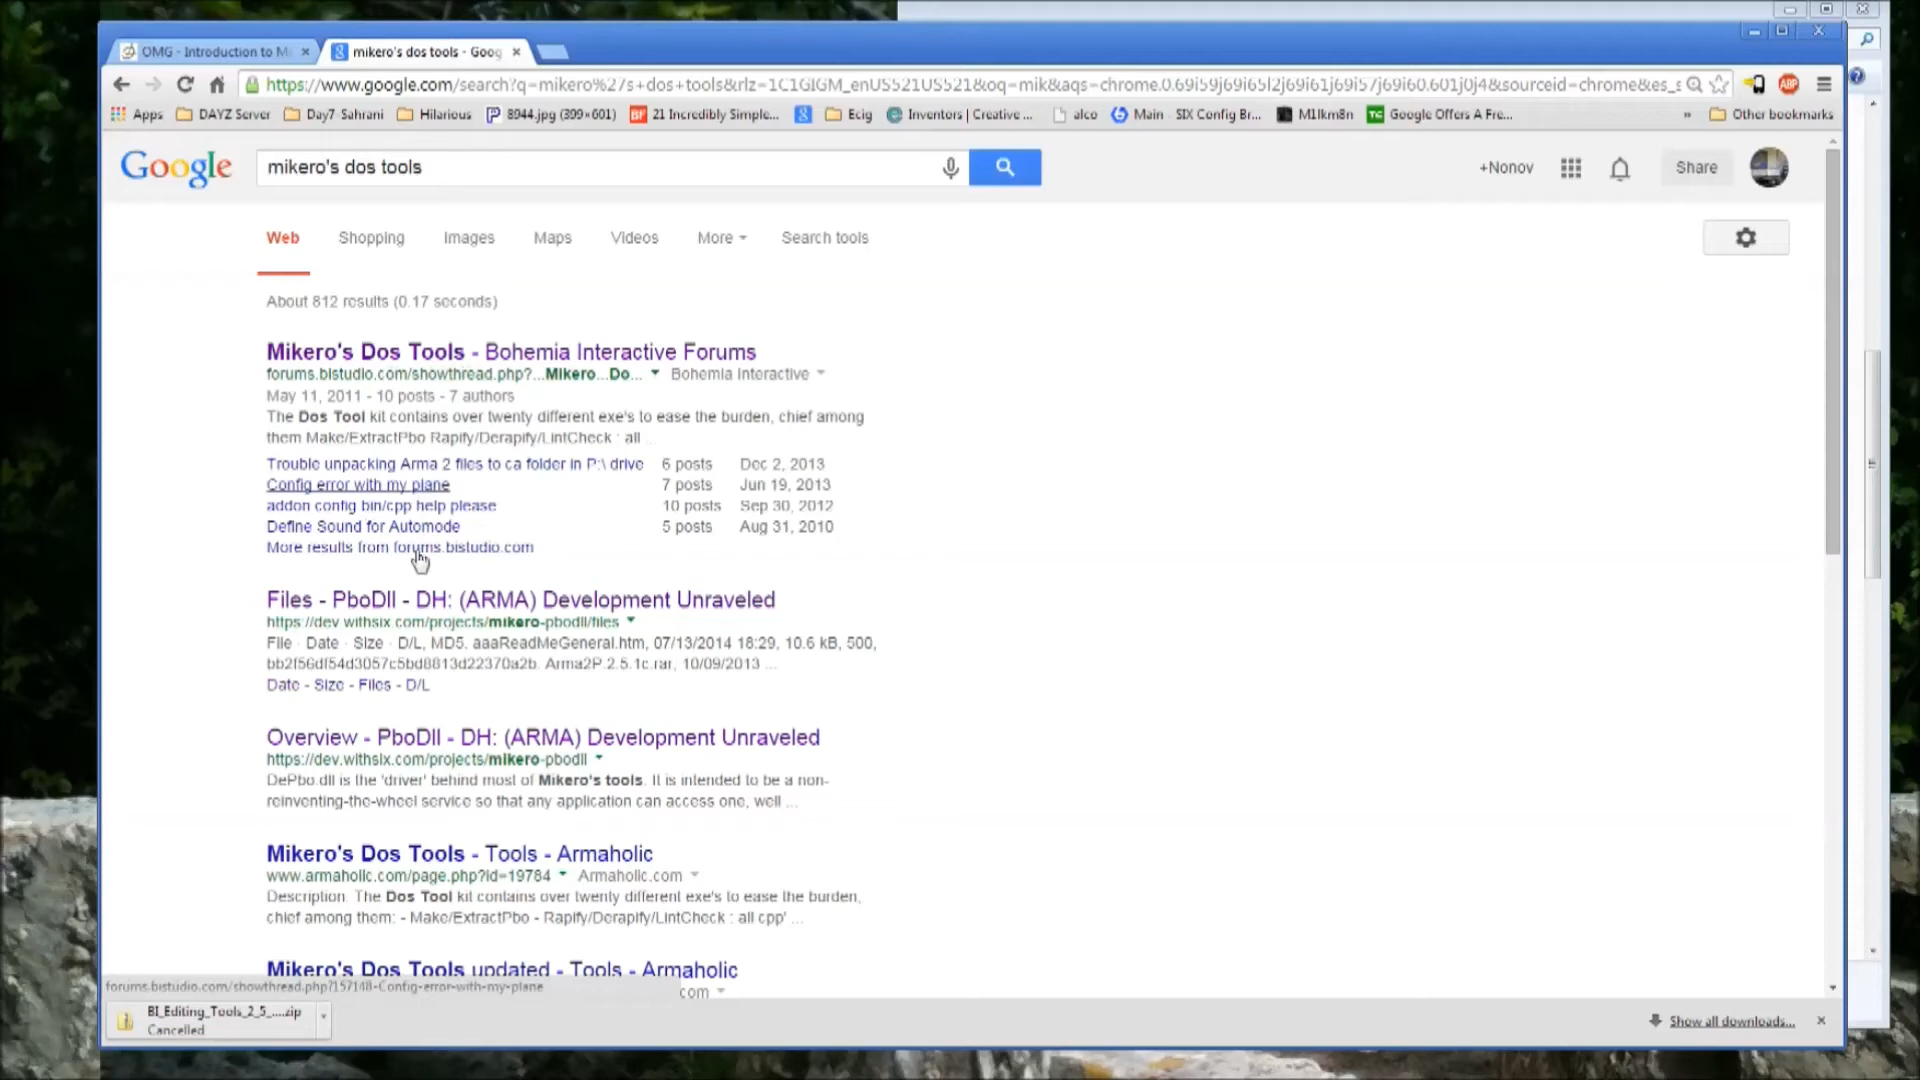 OMG - Introduction to M
mikero's dos tools - Goog
https://www.google.com/search?q=mikero%27s+dos+tools&rlz=1C1GIGM_enUS521US521&oq=mik&aqs=chrome.0.69i59j69i65l2j69i61j69i57j69i60.601j0j4&sourceid=chrome&es_s
ABP
Apps DAYZ Server Day7 Sahrani Hilarious 8944.jpg (399×601) 21 Incredibly Simple... Ecig Inventors | Creative ... alco Main - SIX Config Br... M1lkm8n Google Offers A Fre... » Other bookmarks
Google mikero's dos tools +Nonov Share
Web Shopping Images Maps Videos More Search tools
About 812 results (0.17 seconds)
Mikero's Dos Tools - Bohemia Interactive Forums
forums.bistudio.com/showthread.php?...Mikero...Do... Bohemia Interactive
May 11, 2011 - 10 posts - 7 authors
The Dos Tool kit contains over twenty different exe's to ease the burden, chief among
them Make/ExtractPbo Rapify/Derapify/LintCheck : all ...
Trouble unpacking Arma 2 files to ca folder in P:\ drive 6 posts Dec 2, 2013
Config error with my plane 7 posts Jun 19, 2013
addon config bin/cpp help please 10 posts Sep 30, 2012
Define Sound for Automode 5 posts Aug 31, 2010
More results from forums.bistudio.com
Files - PboDll - DH: (ARMA) Development Unraveled
https://dev.withsix.com/projects/mikero-pbodll/files
File · Date · Size · D/L, MD5. aaaReadMeGeneral.htm, 07/13/2014 18:29, 10.6 kB, 500,
bb2f56df54d3057c5bd8813d22370a2b. Arma2P.2.5.1c.rar, 10/09/2013 ...
Date - Size - Files - D/L
Overview - PboDll - DH: (ARMA) Development Unraveled
https://dev.withsix.com/projects/mikero-pbodll
DePbo.dll is the 'driver' behind most of Mikero's tools. It is intended to be a non-
reinventing-the-wheel service so that any application can access one, well ...
Mikero's Dos Tools - Tools - Armaholic
www.armaholic.com/page.php?id=19784 Armaholic.com
Description. The Dos Tool kit contains over twenty different exe's to ease the burden,
chief among them: - Make/ExtractPbo - Rapify/Derapify/LintCheck : all cpp' ...
Mikero's Dos Tools updated - Tools - Armaholic
com
forums.bistudio.com/showthread.php?157148-Config-error-with-my-plane
BI_Editing_Tools_2_5_....zip
Cancelled
Show all downloads...